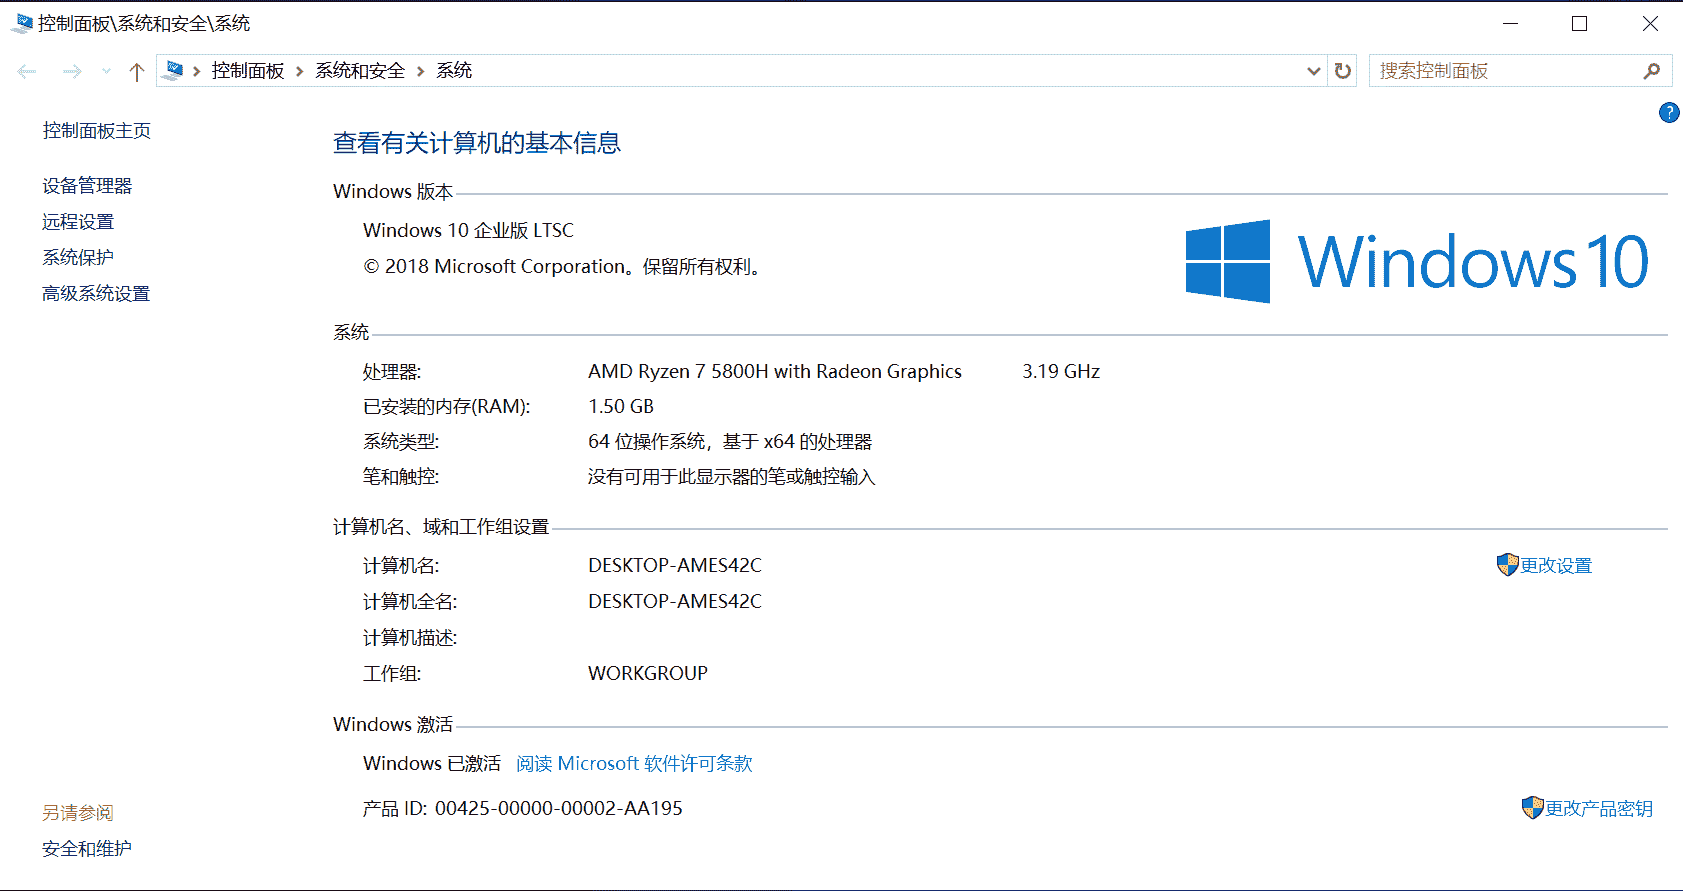 控制面板\系统和安全\系统
控制面板 系统和安全 系统
搜索控制面板
?
控制面板主页
设备管理器
远程设置
系统保护
高级系统设置
查看有关计算机的基本信息
Windows 版本
Windows 10 企业版 LTSC
© 2018 Microsoft Corporation。保留所有权利。
Windows 10
系统
处理器: AMD Ryzen 7 5800H with Radeon Graphics 3.19 GHz
已安装的内存(RAM): 1.50 GB
系统类型: 64 位操作系统，基于 x64 的处理器
笔和触控: 没有可用于此显示器的笔或触控输入
计算机名、域和工作组设置
计算机名: DESKTOP-AMES42C
更改设置
计算机全名: DESKTOP-AMES42C
计算机描述:
工作组: WORKGROUP
Windows 激活
Windows 已激活 阅读 Microsoft 软件许可条款
产品 ID: 00425-00000-00002-AA195
更改产品密钥
另请参阅
安全和维护